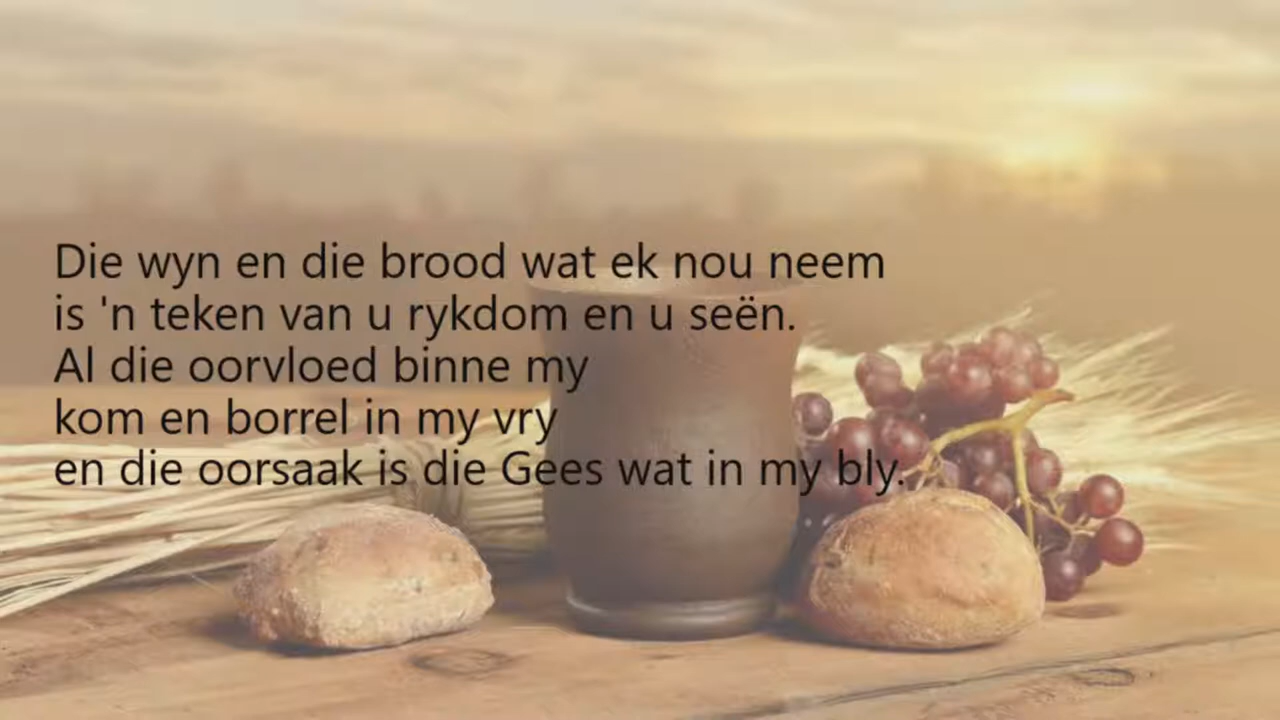 Die wyn en die brood wat ek nou neem
is 'n teken van u rykdom en u seën.
Al die oorvloed binne my
kom en borrel in my vry
en die oorsaak is die Gees wat in my bly.